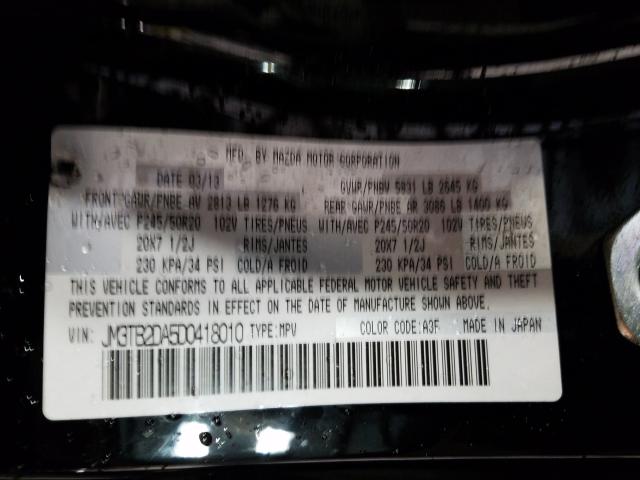 MFD. BY MAZDA MOTOR CORPORATION
DATE 03/13 GVWR/PNBV 5831 LB 2645 KG
FRONT GAWR/PNBE AV 2813 LB 1276 KG REAR GAWR/PNBE AR 3086 LB 1400 KG
WITH/AVEC P245/50R20 102V TIRES/PNEUS WITH/AVEC P245/50R20 102V TIRES/PNEUS
20X7 1/2J RIMS/JANTES 20X7 1/2J RIMS/JANTES
230 KPA/34 PSI COLD/A FROID 230 KPA/34 PSI COLD/A FROID
THIS VEHICLE CONFORMS TO ALL APPLICABLE FEDERAL MOTOR VEHICLE SAFETY AND THEFT
PREVENTION STANDARDS IN EFFECT ON THE DATE OF MANUFACTURE SHOWN ABOVE.
VIN: JM3TB2DA5D0418010 TYPE:MPV COLOR CODE:A3F MADE IN JAPAN